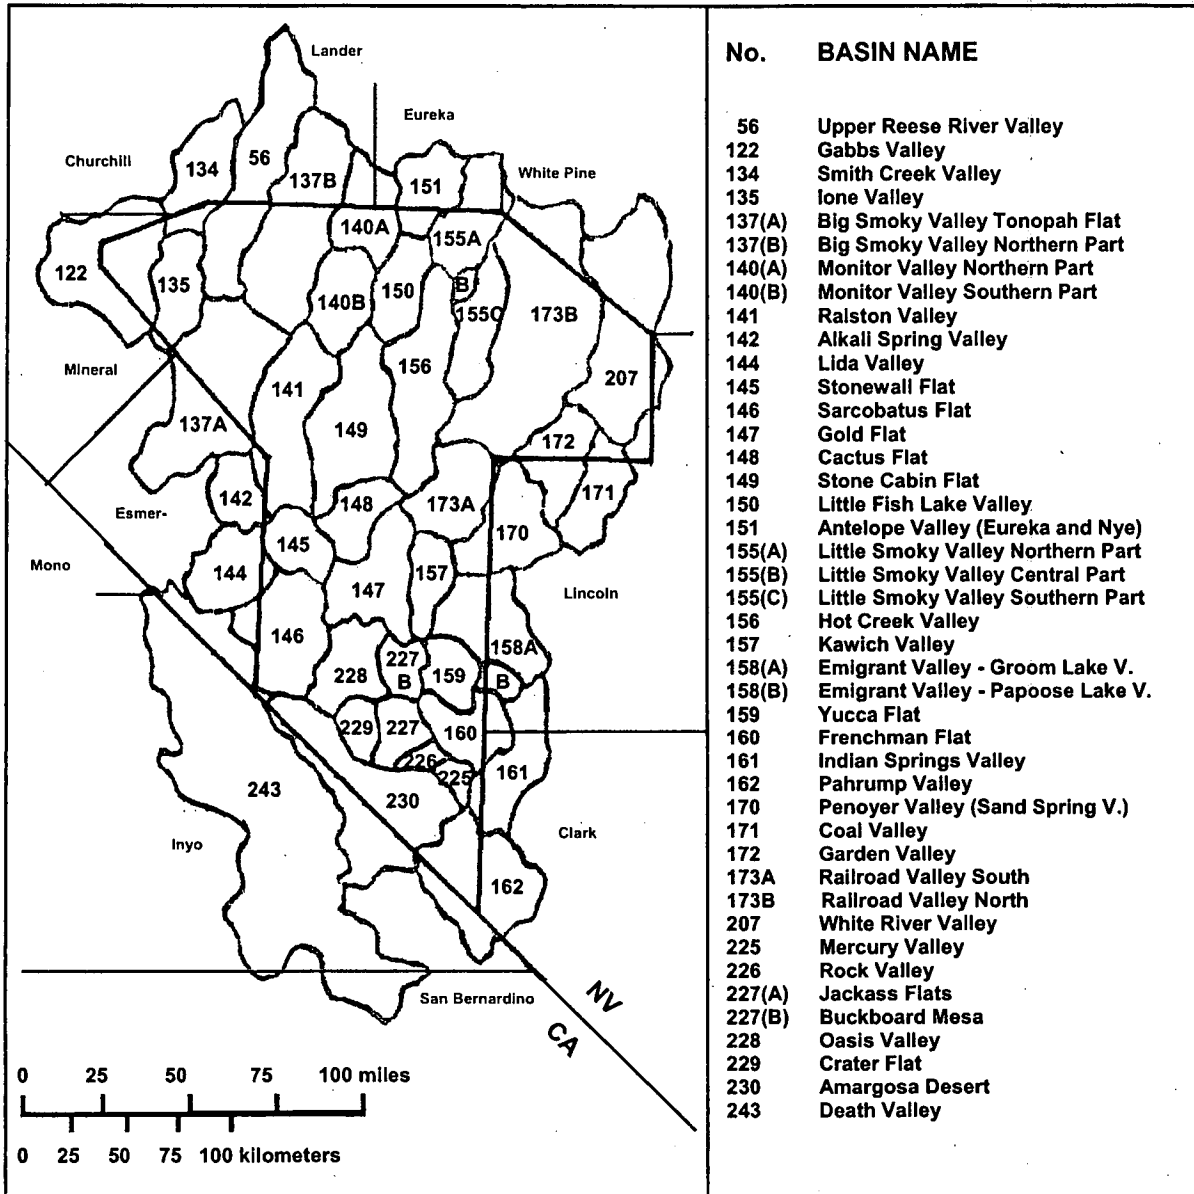 Lander
Eureka
Churchill
White Pine
134
56
137B
151
140A
155A
122
135
140B
150
B
155C
173B
156
Mineral
141
207
137A
149
172
142
148
173A
171
Esmer-
170
145
Mono
144
147
157
Lincoln
146
158A
228
227
B
159
B
229
227
160
226
225
161
243
230
Inyo
Clark
162
San Bernardino
NV
CA
0 25 50 75 100 miles
0 25 50 75 100 kilometers
No. BASIN NAME
56 Upper Reese River Valley
122 Gabbs Valley
134 Smith Creek Valley
135 Ione Valley
137(A) Big Smoky Valley Tonopah Flat
137(B) Big Smoky Valley Northern Part
140(A) Monitor Valley Northern Part
140(B) Monitor Valley Southern Part
141 Ralston Valley
142 Alkali Spring Valley
144 Lida Valley
145 Stonewall Flat
146 Sarcobatus Flat
147 Gold Flat
148 Cactus Flat
149 Stone Cabin Flat
150 Little Fish Lake Valley
151 Antelope Valley (Eureka and Nye)
155(A) Little Smoky Valley Northern Part
155(B) Little Smoky Valley Central Part
155(C) Little Smoky Valley Southern Part
156 Hot Creek Valley
157 Kawich Valley
158(A) Emigrant Valley - Groom Lake V.
158(B) Emigrant Valley - Papoose Lake V.
159 Yucca Flat
160 Frenchman Flat
161 Indian Springs Valley
162 Pahrump Valley
170 Penoyer Valley (Sand Spring V.)
171 Coal Valley
172 Garden Valley
173A Railroad Valley South
173B Railroad Valley North
207 White River Valley
225 Mercury Valley
226 Rock Valley
227(A) Jackass Flats
227(B) Buckboard Mesa
228 Oasis Valley
229 Crater Flat
230 Amargosa Desert
243 Death Valley